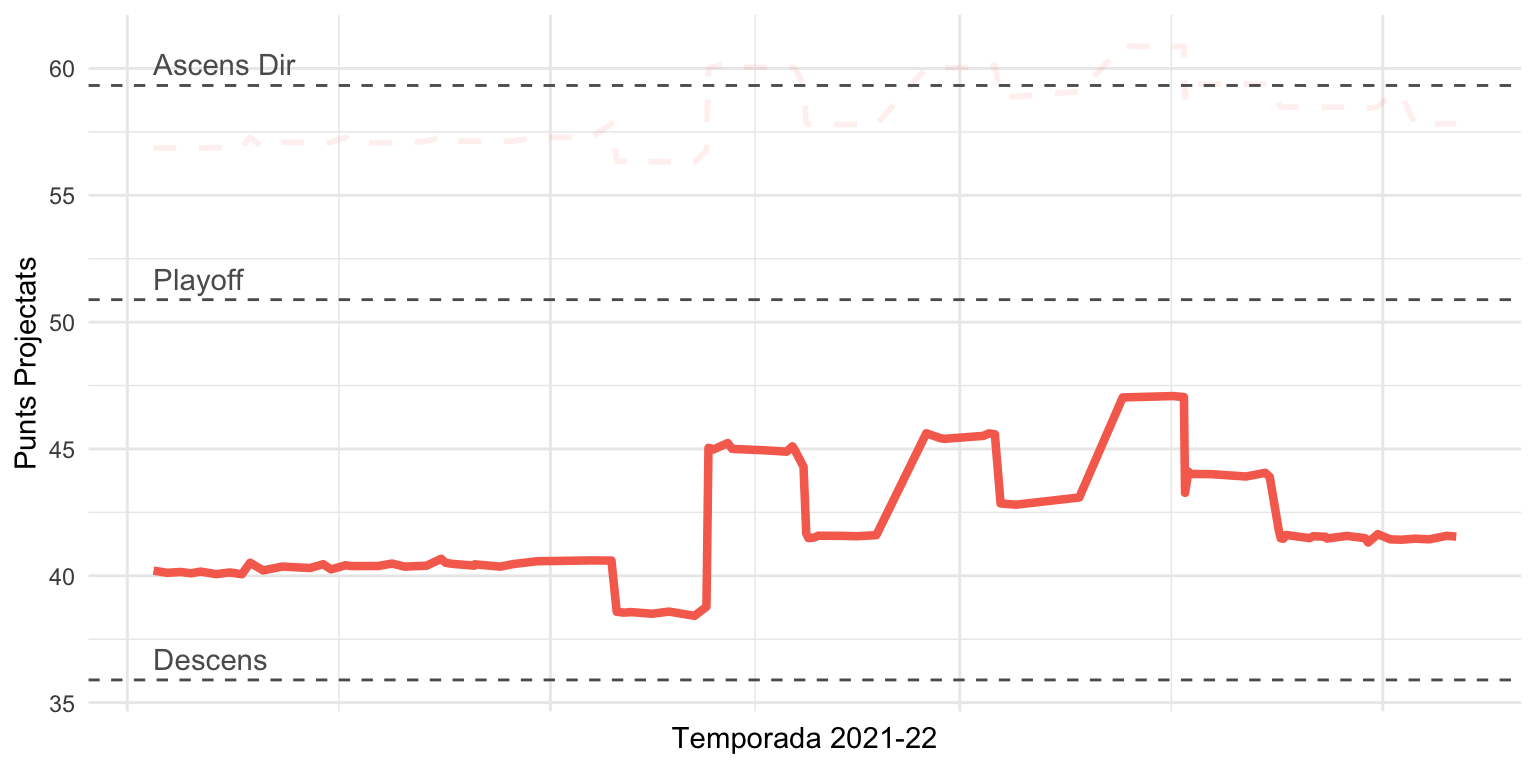 60
Ascens Dir
55
Playoff
50
45
40
Descens
35
Punts Projectats
Temporada 2021-22